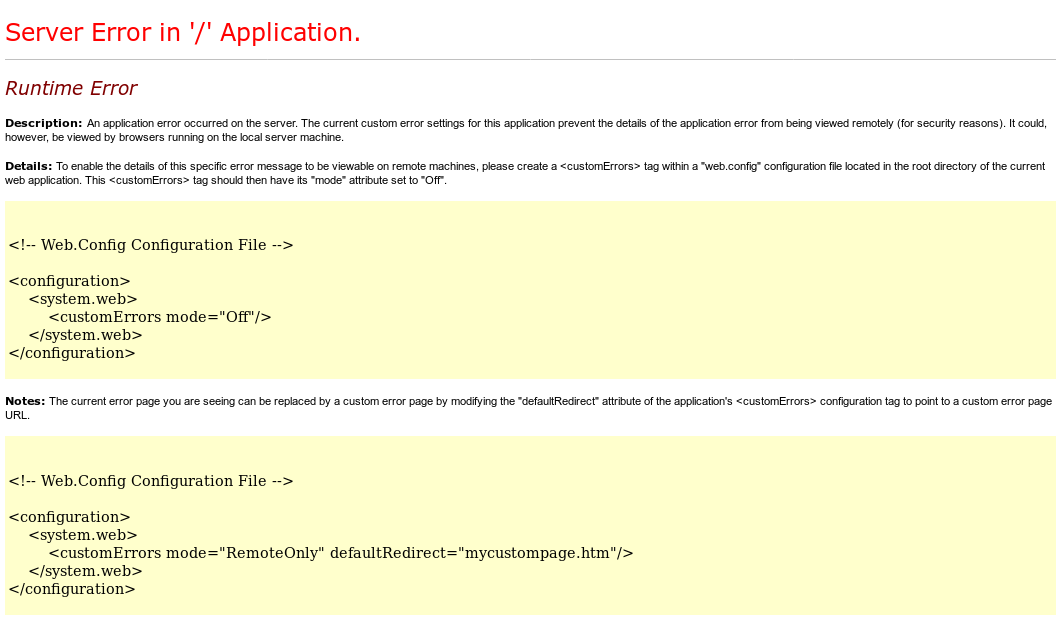 Server Error in '/' Application.
Runtime Error
Description: An application error occurred on the server. The current custom error settings for this application prevent the details of the application error from being viewed remotely (for security reasons). It could,
however, be viewed by browsers running on the local server machine.
Details: To enable the details of this specific error message to be viewable on remote machines, please create a <customErrors> tag within a "web.config" configuration file located in the root directory of the current
web application. This <customErrors> tag should then have its "mode" attribute set to "Off".
<!-- Web.Config Configuration File -->
<configuration>
    <system.web>
        <customErrors mode="Off"/>
    </system.web>
</configuration>
Notes: The current error page you are seeing can be replaced by a custom error page by modifying the "defaultRedirect" attribute of the application's <customErrors> configuration tag to point to a custom error page
URL.
<!-- Web.Config Configuration File -->
<configuration>
    <system.web>
        <customErrors mode="RemoteOnly" defaultRedirect="mycustompage.htm"/>
    </system.web>
</configuration>